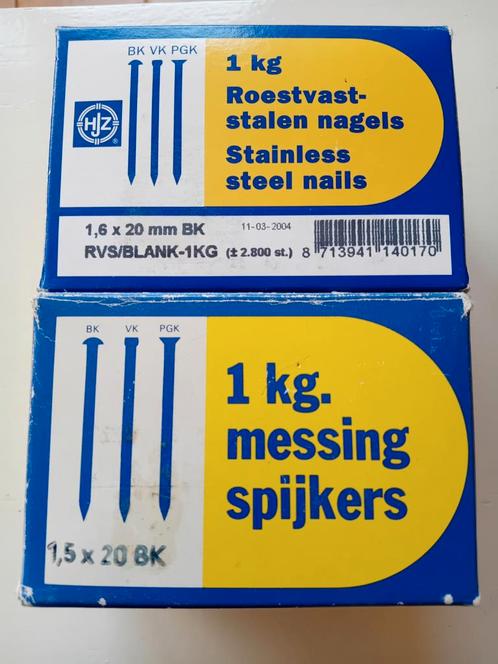 BK VK PGK
HJZ
®
1 kg
Roestvast-
stalen nagels
Stainless
steel nails
1,6 x 20 mm BK 11-03-2004
RVS/BLANK-1KG (± 2.800 st.)
8 713941 140170
BK VK PGK
1 kg.
messing
spijkers
1,5 x 20 BK